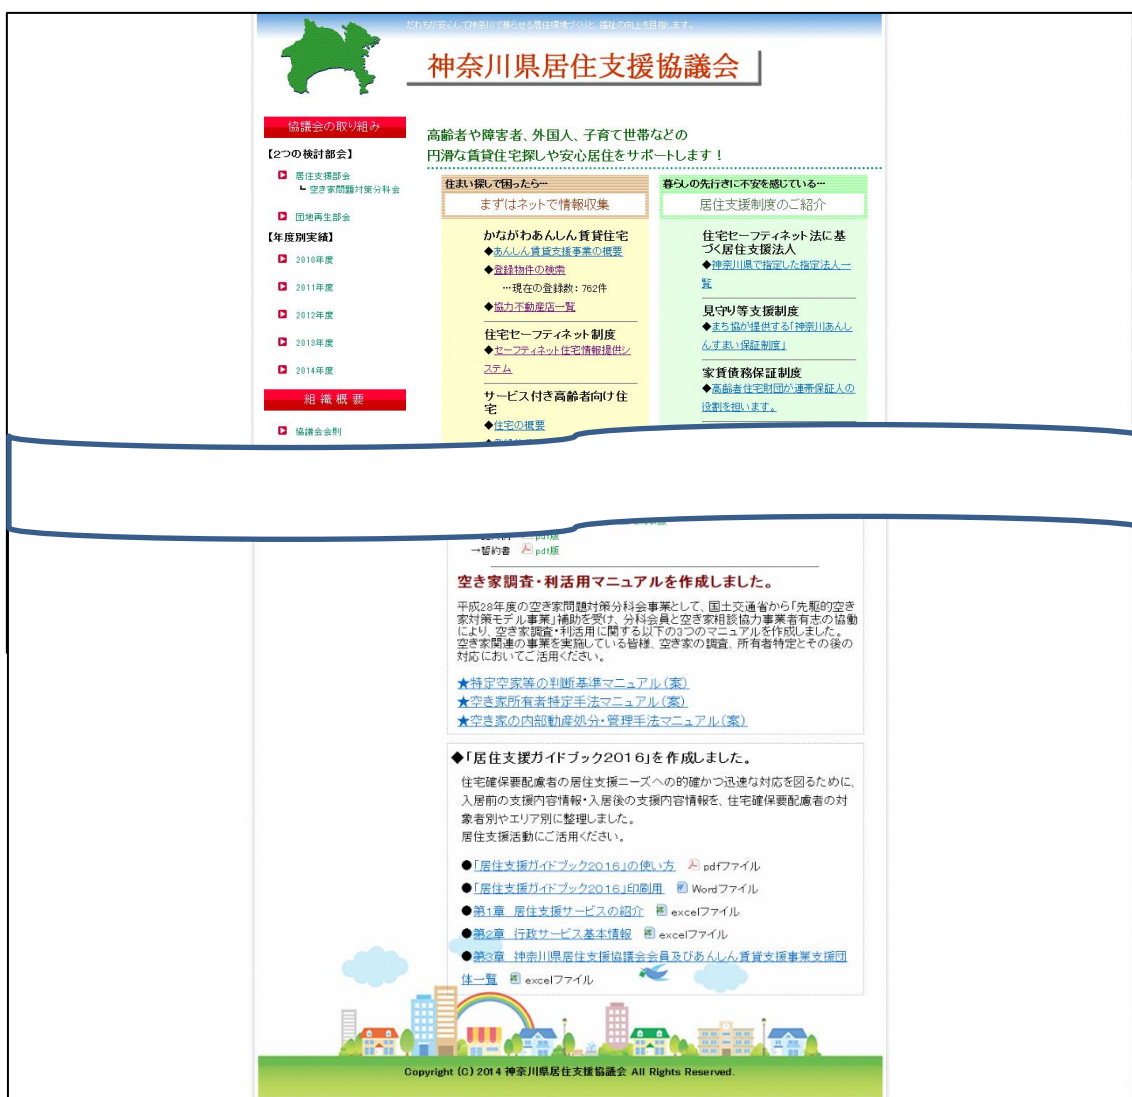 だれもが安心して神奈川で暮らせる居住環境づくりと、福祉の向上を目指します。
神奈川県居住支援協議会
協議会の取り組み
【2つの検討部会】
居住支援部会
┗ 空き家問題対策分科会
団地再生部会
【年度別実績】
2010年度
2011年度
2012年度
2013年度
2014年度
組織概要
協議会会則
高齢者や障害者、外国人、子育て世帯などの
円滑な賃貸住宅探しや安心居住をサポートします！
住まい探しで困ったら…
まずはネットで情報収集
かながわあんしん賃貸住宅
◆あんしん賃貸支援事業の概要
◆登録物件の検索
…現在の登録数：762件
◆協力不動産店一覧
住宅セーフティネット制度
◆セーフティネット住宅情報提供シ
ステム
サービス付き高齢者向け住
宅
◆住宅の概要
暮らしの先行きに不安を感じている…
居住支援制度のご紹介
住宅セーフティネット法に基
づく居住支援法人
◆神奈川県で指定した指定法人一
覧
見守り等支援制度
◆まち協が提供する「神奈川あんし
んすまい保証制度」
家賃債務保証制度
◆高齢者住宅財団が連帯保証人の
役割を担います。
pdf版
→誓約書 pdf版
空き家調査・利活用マニュアルを作成しました。
平成28年度の空き家問題対策分科会事業として、国土交通省から「先駆的空き
家対策モデル事業」補助を受け、分科会員と空き家相談協力事業者有志の協働
により、空き家調査・利活用に関する以下の3つのマニュアルを作成しました。
空き家関連の事業を実施している皆様、空き家の調査、所有者特定とその後の
対応においてご活用ください。
★特定空家等の判断基準マニュアル（案）
★空き家所有者特定手法マニュアル（案）
★空き家の内部動産処分・管理手法マニュアル（案）
◆「居住支援ガイドブック2016」を作成しました。
住宅確保要配慮者の居住支援ニーズへの的確かつ迅速な対応を図るために、
入居前の支援内容情報・入居後の支援内容情報を、住宅確保要配慮者の対
象者別やエリア別に整理しました。
居住支援活動にご活用ください。
●「居住支援ガイドブック2016」の使い方 pdfファイル
●「居住支援ガイドブック2016」印刷用 Wordファイル
●第1章 居住支援サービスの紹介 excelファイル
●第2章 行政サービス基本情報 excelファイル
●第3章 神奈川県居住支援協議会会員及びあんしん賃貸支援事業支援団
体一覧 excelファイル
Copyright (C) 2014 神奈川県居住支援協議会 All Rights Reserved.